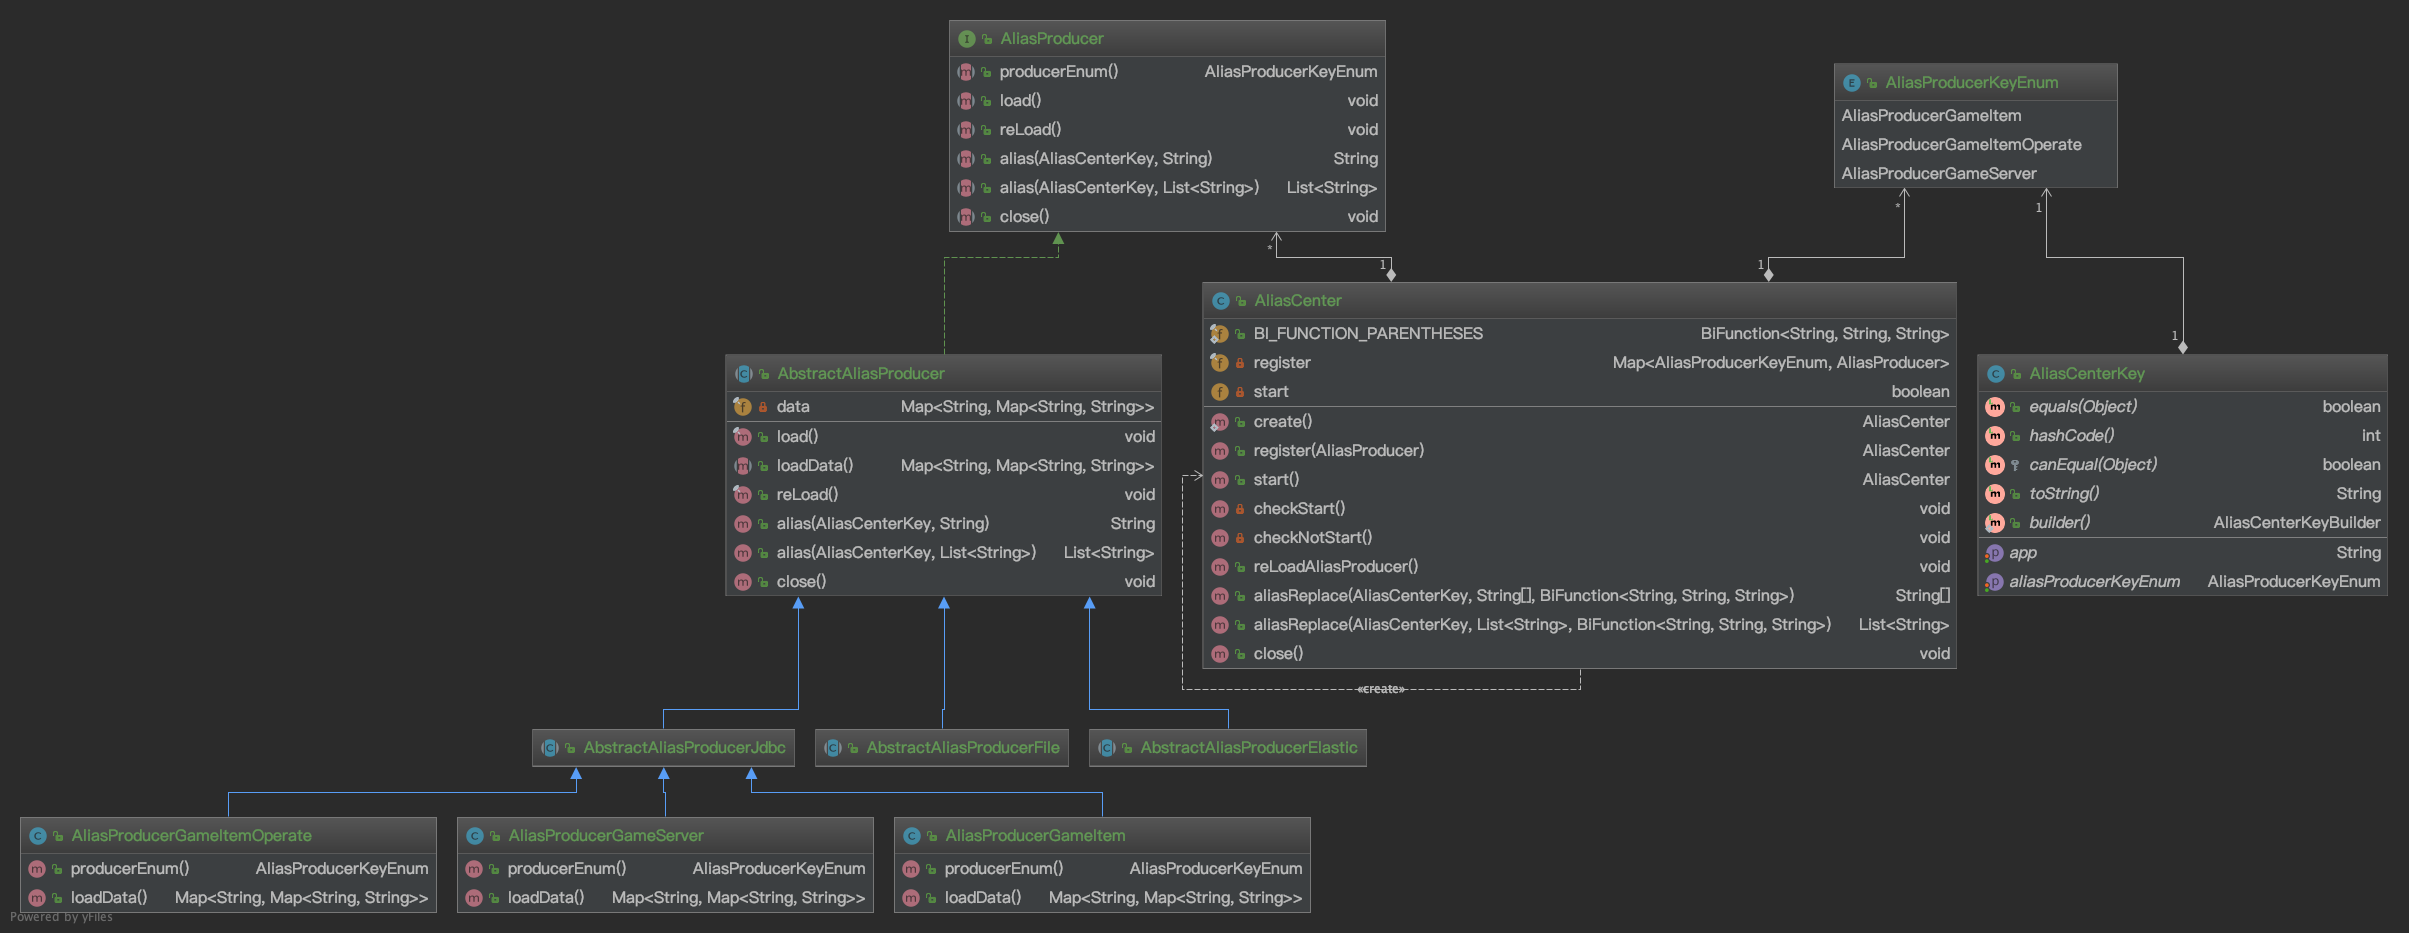 AliasProducer
producerEnum() AliasProducerKeyEnum
load() void
reLoad() void
alias(AliasCenterKey, String) String
alias(AliasCenterKey, List<String>) List<String>
close() void
AliasProducerKeyEnum
AliasProducerGameItem
AliasProducerGameItemOperate
AliasProducerGameServer
* 1
* 1
1 1
AliasCenter
BI_FUNCTION_PARENTHESES BiFunction<String, String, String>
register Map<AliasProducerKeyEnum, AliasProducer>
start boolean
create() AliasCenter
register(AliasProducer) AliasCenter
start() AliasCenter
checkStart() void
checkNotStart() void
reLoadAliasProducer() void
aliasReplace(AliasCenterKey, String[], BiFunction<String, String, String>) String[]
aliasReplace(AliasCenterKey, List<String>, BiFunction<String, String, String>) List<String>
close() void
«create»
AliasCenterKey
equals(Object) boolean
hashCode() int
canEqual(Object) boolean
toString() String
builder() AliasCenterKeyBuilder
app String
aliasProducerKeyEnum AliasProducerKeyEnum
AbstractAliasProducer
data Map<String, Map<String, String>>
load() void
loadData() Map<String, Map<String, String>>
reLoad() void
alias(AliasCenterKey, String) String
alias(AliasCenterKey, List<String>) List<String>
close() void
AbstractAliasProducerJdbc
AbstractAliasProducerFile
AbstractAliasProducerElastic
AliasProducerGameItemOperate
producerEnum() AliasProducerKeyEnum
loadData() Map<String, Map<String, String>>
AliasProducerGameServer
producerEnum() AliasProducerKeyEnum
loadData() Map<String, Map<String, String>>
AliasProducerGameItem
producerEnum() AliasProducerKeyEnum
loadData() Map<String, Map<String, String>>
Powered by yFiles